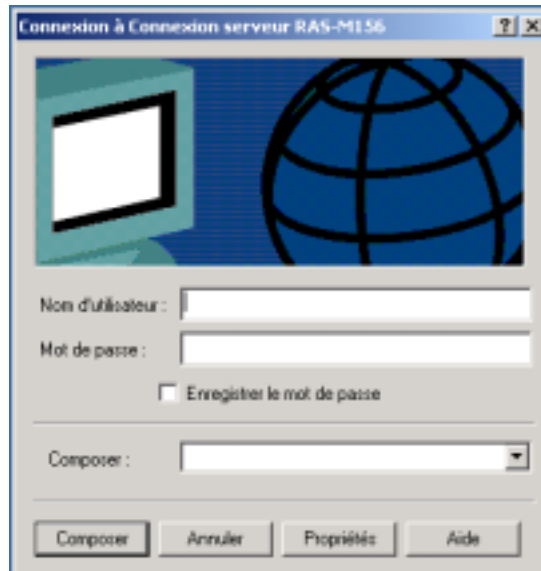 Connexion à Connexion serveur RAS-M156
Nom d'utilisateur :
Mot de passe :
Enregistrer le mot de passe
Composer :
Composer Annuler Propriétés Aide